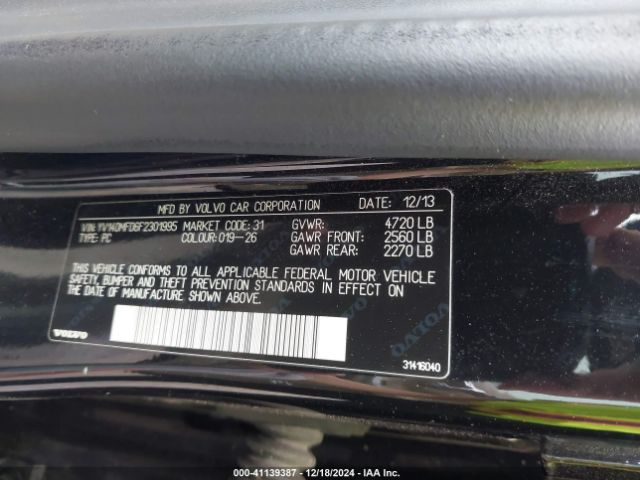 MFD BY VOLVO CAR CORPORATION DATE: 12/13
VIN: YV140MFD6F2301995 MARKET CODE: 31 GVWR: 4720 LB
TYPE: PC COLOUR: 019-26 GAWR FRONT: 2560 LB
GAWR REAR: 2270 LB
THIS VEHICLE CONFORMS TO ALL APPLICABLE FEDERAL MOTOR VEHICLE
SAFETY, BUMPER AND THEFT PREVENTION STANDARDS IN EFFECT ON
THE DATE OF MANUFACTURE SHOWN ABOVE.
VOLVO
VOLVO
VOLVO
31416040
000-41139387 - 12/18/2024 - IAA Inc.